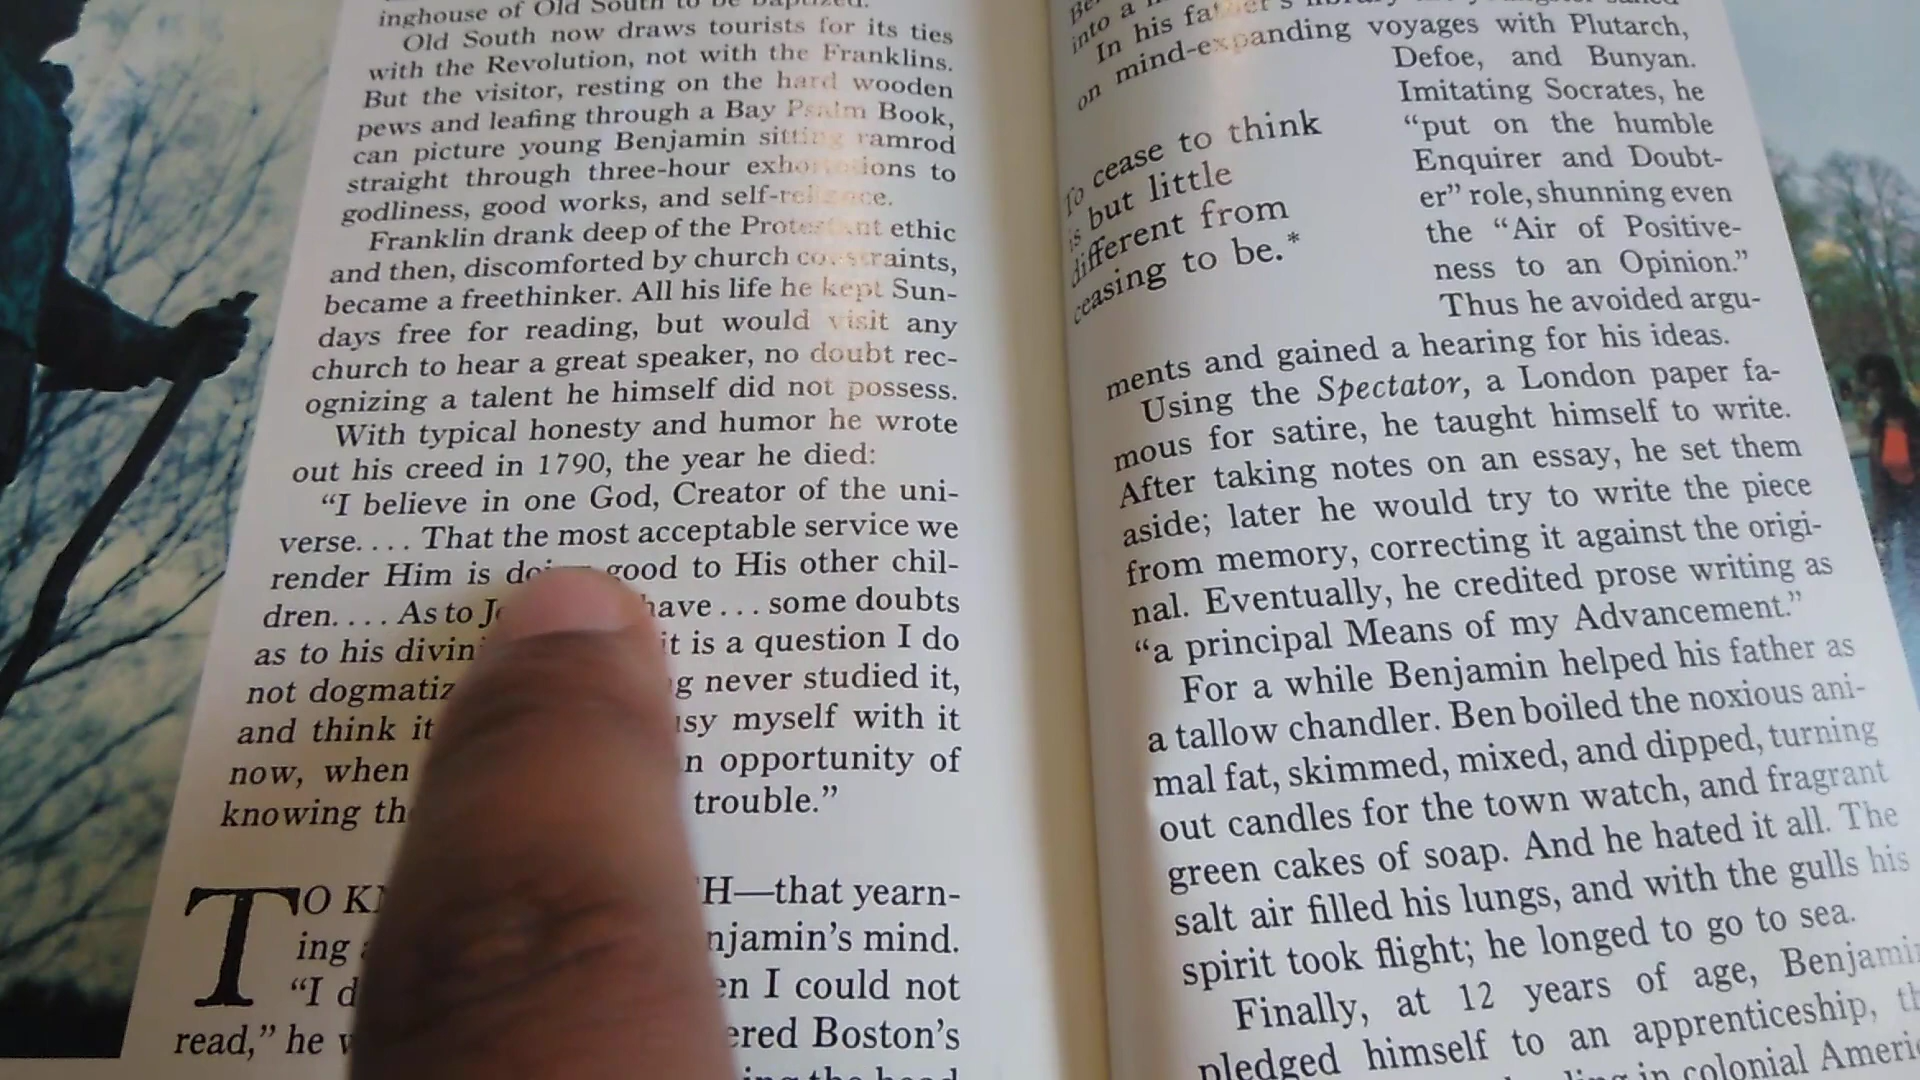 inghouse of Old South to be baptized.
Old South now draws tourists for its ties
with the Revolution, not with the Franklins.
But the visitor, resting on the hard wooden
pews and leafing through a Bay Psalm Book,
can picture young Benjamin sitting ramrod
straight through three-hour exhortations to
godliness, good works, and self-reliance.
Franklin drank deep of the Protestant ethic
and then, discomforted by church constraints,
became a freethinker. All his life he kept Sun-
days free for reading, but would visit any
church to hear a great speaker, no doubt rec-
ognizing a talent he himself did not possess.
With typical honesty and humor he wrote
out his creed in 1790, the year he died:
“I believe in one God, Creator of the uni-
verse.... That the most acceptable service we
render Him is doing good to His other chil-
dren.... As to have ... some doubts
as to his it is a question I do
not never studied it,
and think it myself with it
now, when opportunity of
knowing trouble.”
TO —that yearn-
ing mind.
“I I could not
read,” he Boston's
the head
into a
In his father's
on mind-expanding voyages with Plutarch,
Defoe, and Bunyan.
Imitating Socrates, he
“put on the humble
Enquirer and Doubt-
er” role, shunning even
the “Air of Positive-
ness to an Opinion.”
Thus he avoided argu-
To cease to think
is but little
different from
ceasing to be.*
ments and gained a hearing for his ideas.
Using the Spectator, a London paper fa-
mous for satire, he taught himself to write.
After taking notes on an essay, he set them
aside; later he would try to write the piece
from memory, correcting it against the origi-
nal. Eventually, he credited prose writing as
“a principal Means of my Advancement.”
For a while Benjamin helped his father as
a tallow chandler. Ben boiled the noxious ani-
mal fat, skimmed, mixed, and dipped, turning
out candles for the town watch, and fragrant
green cakes of soap. And he hated it all. The
salt air filled his lungs, and with the gulls his
spirit took flight; he longed to go to sea.
Finally, at 12 years of age, Benjamin
pledged himself to an apprenticeship,
in colonial